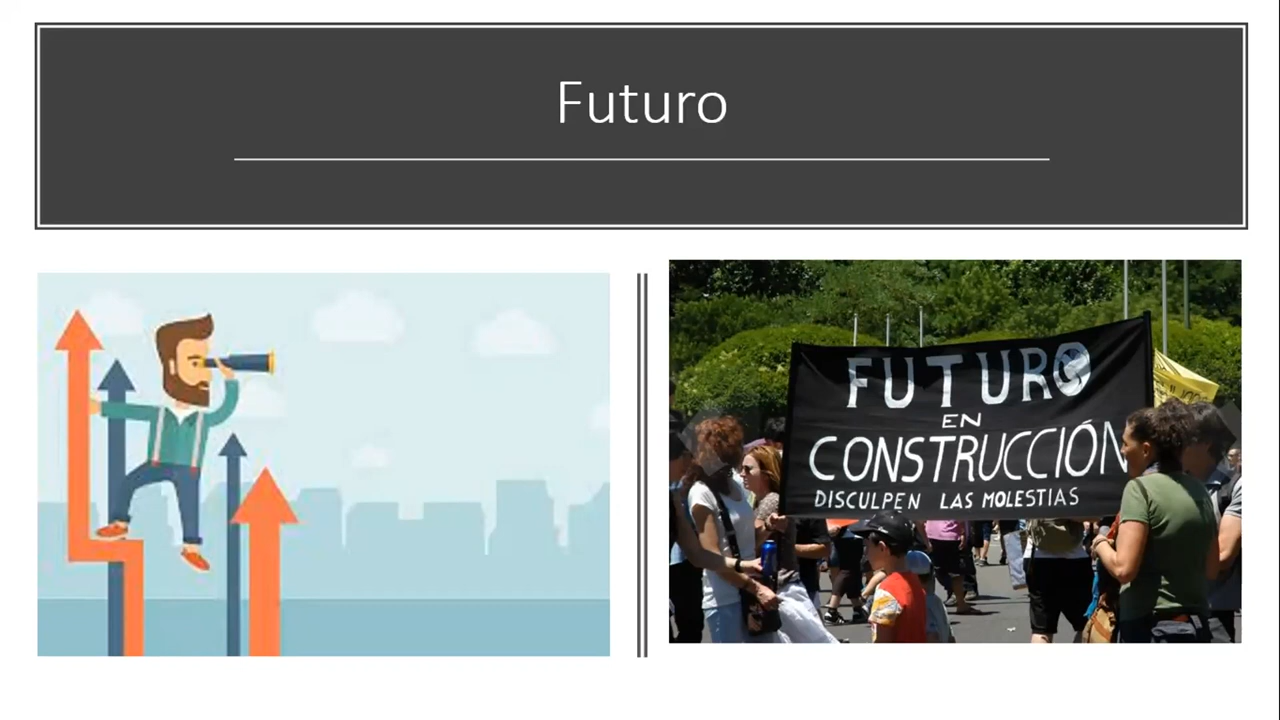 Futuro
FUTURO
EN
CONSTRUCCIÓN
DISCULPEN LAS MOLESTIAS